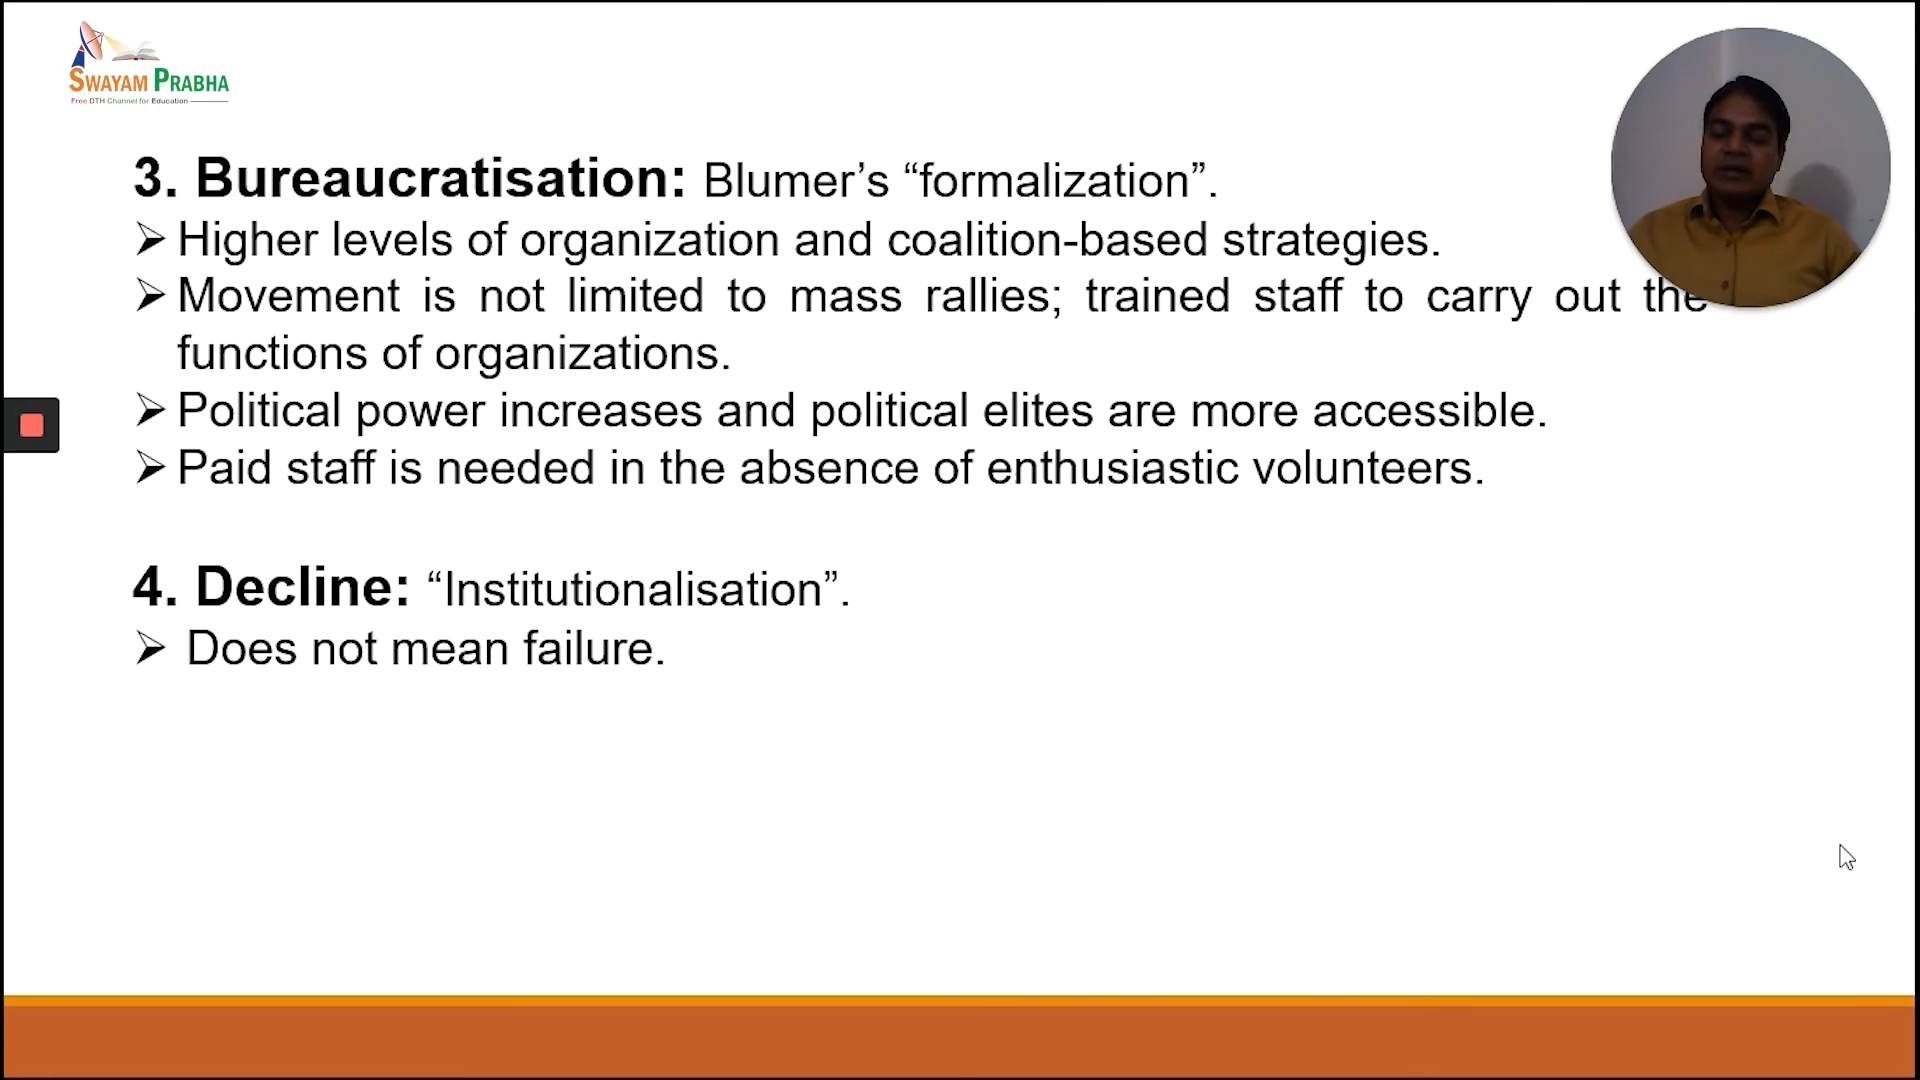 SWAYAM PRABHA
Free DTH Channel for Education
3. Bureaucratisation: Blumer’s “formalization”.
➢ Higher levels of organization and coalition-based strategies.
➢ Movement is not limited to mass rallies; trained staff to carry out the
functions of organizations.
➢ Political power increases and political elites are more accessible.
➢ Paid staff is needed in the absence of enthusiastic volunteers.
4. Decline: “Institutionalisation”.
➢ Does not mean failure.